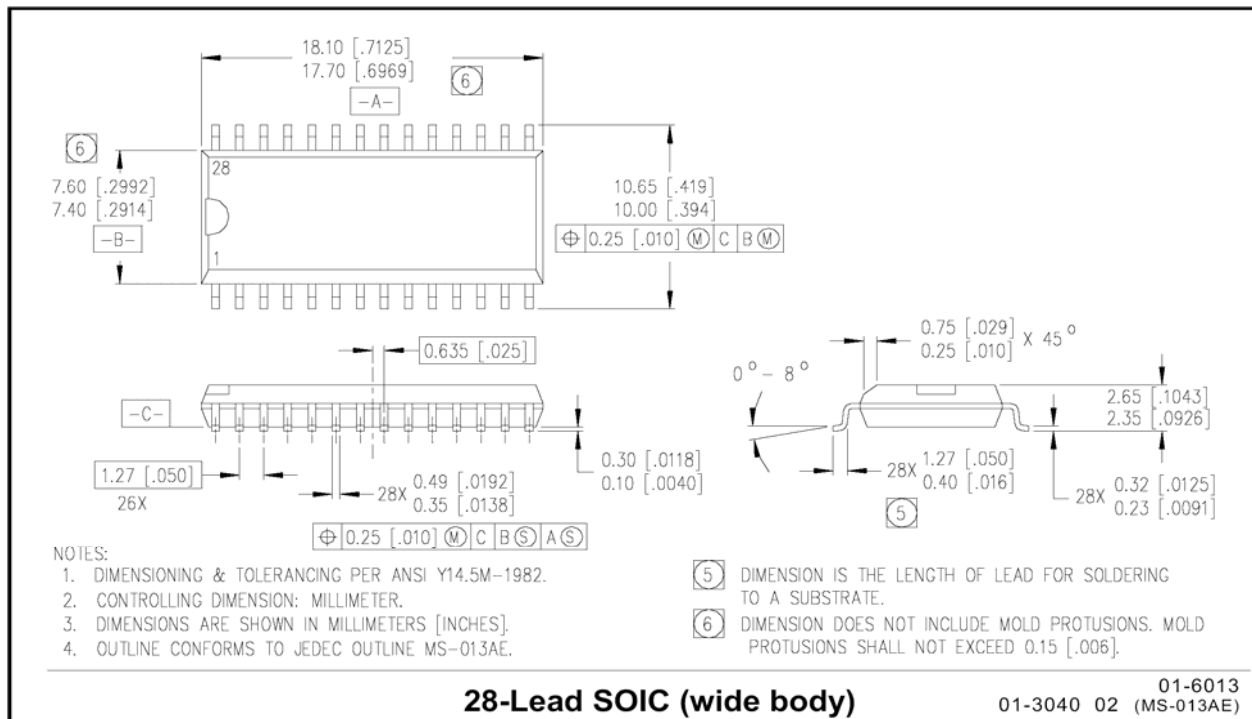 18.10 [.7125]
17.70 [.6969]
6
-A-
6
28
7.60 [.2992]
7.40 [.2914]
-B-
1
10.65 [.419]
10.00 [.394]
⌖ 0.25 [.010] Ⓜ C B Ⓜ
0.635 [.025]
0.75 [.029]
0.25 [.010]
X 45°
0° - 8°
-C-
2.65 [.1043]
2.35 [.0926]
1.27 [.050]
26X
28X
0.49 [.0192]
0.35 [.0138]
0.30 [.0118]
0.10 [.0040]
28X
1.27 [.050]
0.40 [.016]
5
28X
0.32 [.0125]
0.23 [.0091]
⌖ 0.25 [.010] Ⓜ C B Ⓢ A Ⓢ
NOTES:
1. DIMENSIONING & TOLERANCING PER ANSI Y14.5M-1982.
2. CONTROLLING DIMENSION: MILLIMETER.
3. DIMENSIONS ARE SHOWN IN MILLIMETERS [INCHES].
4. OUTLINE CONFORMS TO JEDEC OUTLINE MS-013AE.
5 DIMENSION IS THE LENGTH OF LEAD FOR SOLDERING
TO A SUBSTRATE.
6 DIMENSION DOES NOT INCLUDE MOLD PROTUSIONS. MOLD
PROTUSIONS SHALL NOT EXCEED 0.15 [.006].
28-Lead SOIC (wide body)
01-6013
01-3040 02 (MS-013AE)